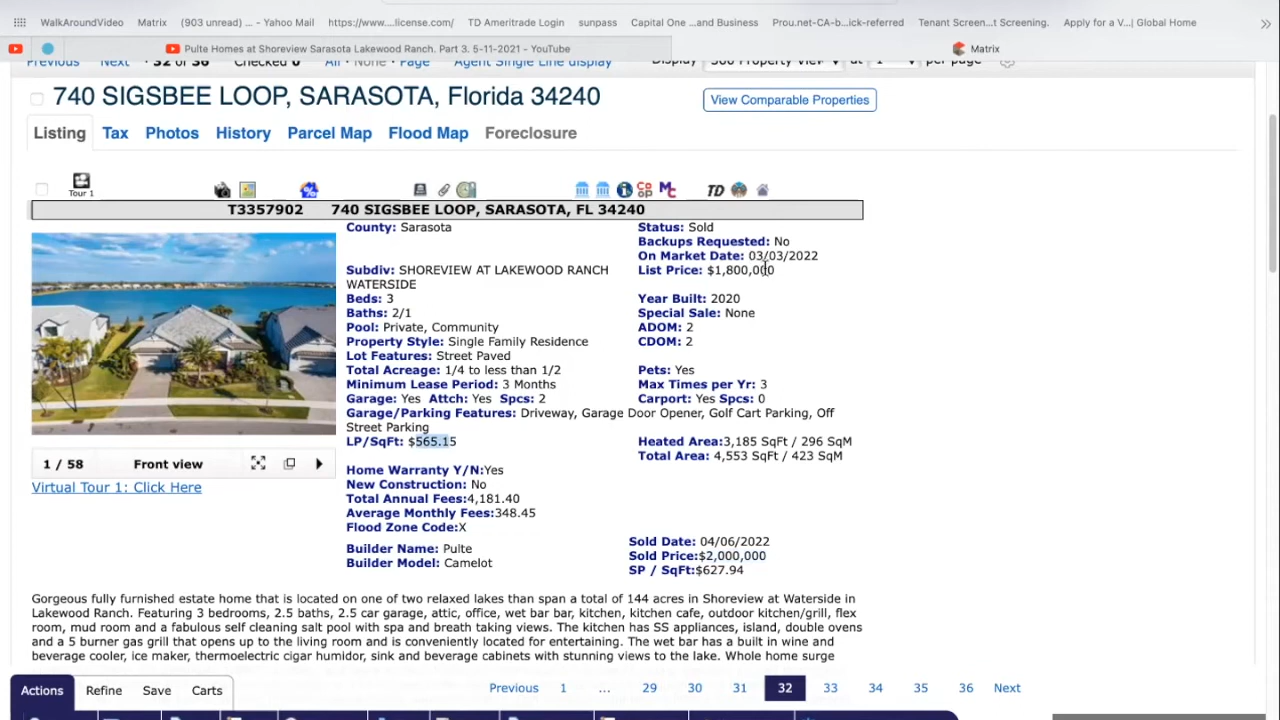 WalkAroundVideo Matrix (903 unread) ... - Yahoo Mail https://www....license.com/ TD Ameritrade Login sunpass Capital One ...and Business Prou.net-CA-b...ick-referred Tenant Screen...t Screening. Apply for a V...| Global Home
Pulte Homes at Shoreview Sarasota Lakewood Ranch. Part 3. 5-11-2021 - YouTube Matrix
Previous Next 32 of 36 Checked 0 All · None · Page Agent Single Line display Display 360 Property View at 1 per page
740 SIGSBEE LOOP, SARASOTA, Florida 34240 View Comparable Properties
Listing Tax Photos History Parcel Map Flood Map Foreclosure
Tour 1 Co op MC TD
T3357902 740 SIGSBEE LOOP, SARASOTA, FL 34240
County: Sarasota Status: Sold
Backups Requested: No
On Market Date: 03/03/2022
Subdiv: SHOREVIEW AT LAKEWOOD RANCH List Price: $1,800,000
WATERSIDE
Beds: 3 Year Built: 2020
Baths: 2/1 Special Sale: None
Pool: Private, Community ADOM: 2
Property Style: Single Family Residence CDOM: 2
Lot Features: Street Paved
Total Acreage: 1/4 to less than 1/2 Pets: Yes
Minimum Lease Period: 3 Months Max Times per Yr: 3
Garage: Yes Attch: Yes Spcs: 2 Carport: Yes Spcs: 0
Garage/Parking Features: Driveway, Garage Door Opener, Golf Cart Parking, Off
Street Parking
LP/SqFt: $565.15 Heated Area:3,185 SqFt / 296 SqM
Total Area: 4,553 SqFt / 423 SqM
1 / 58 Front view
Home Warranty Y/N:Yes
Virtual Tour 1: Click Here New Construction: No
Total Annual Fees:4,181.40
Average Monthly Fees:348.45
Flood Zone Code:X
Sold Date: 04/06/2022
Builder Name: Pulte Sold Price:$2,000,000
Builder Model: Camelot SP / SqFt:$627.94
Gorgeous fully furnished estate home that is located on one of two relaxed lakes than span a total of 144 acres in Shoreview at Waterside in
Lakewood Ranch. Featuring 3 bedrooms, 2.5 baths, 2.5 car garage, attic, office, wet bar bar, kitchen, kitchen cafe, outdoor kitchen/grill, flex
room, mud room and a fabulous self cleaning salt pool with spa and breath taking views. The kitchen has SS appliances, island, double ovens
and a 5 burner gas grill that opens up to the living room and is conveniently located for entertaining. The wet bar has a built in wine and
beverage cooler, ice maker, thermoelectric cigar humidor, sink and beverage cabinets with stunning views to the lake. Whole home surge
Actions Refine Save Carts Previous 1 ... 29 30 31 32 33 34 35 36 Next